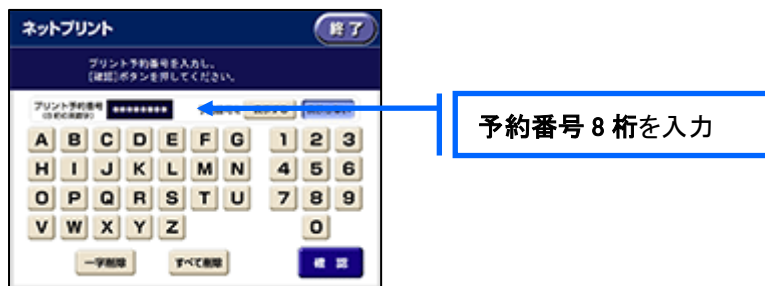 ネットプリント
終了
プリント予約番号を入力し、
[確認]ボタンを押してください。
プリント予約番号
********
予約番号8桁を入力
A B C D E F G 1 2 3
H I J K L M N 4 5 6
O P Q R S T U 7 8 9
V W X Y Z 0
一字削除 すべて削除 確認